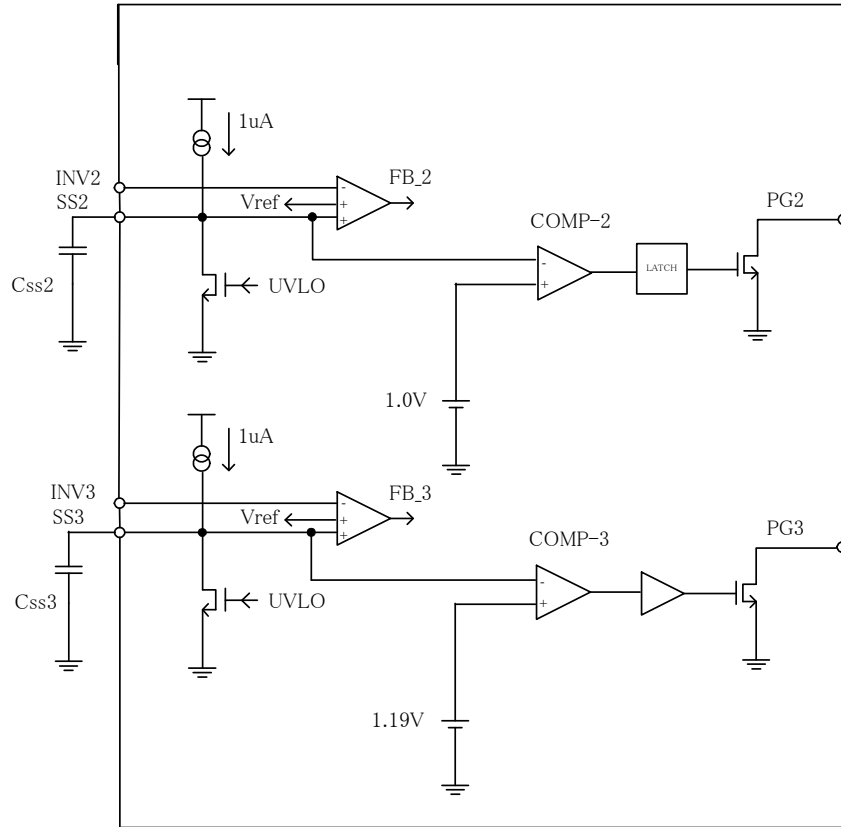 1uA
INV2
FB_2
SS2
Vref
-
+
+
COMP-2
PG2
-
LATCH
+
Css2
UVLO
1.0V
1uA
INV3
FB_3
SS3
Vref
-
+
+
COMP-3
PG3
-
+
Css3
UVLO
1.19V